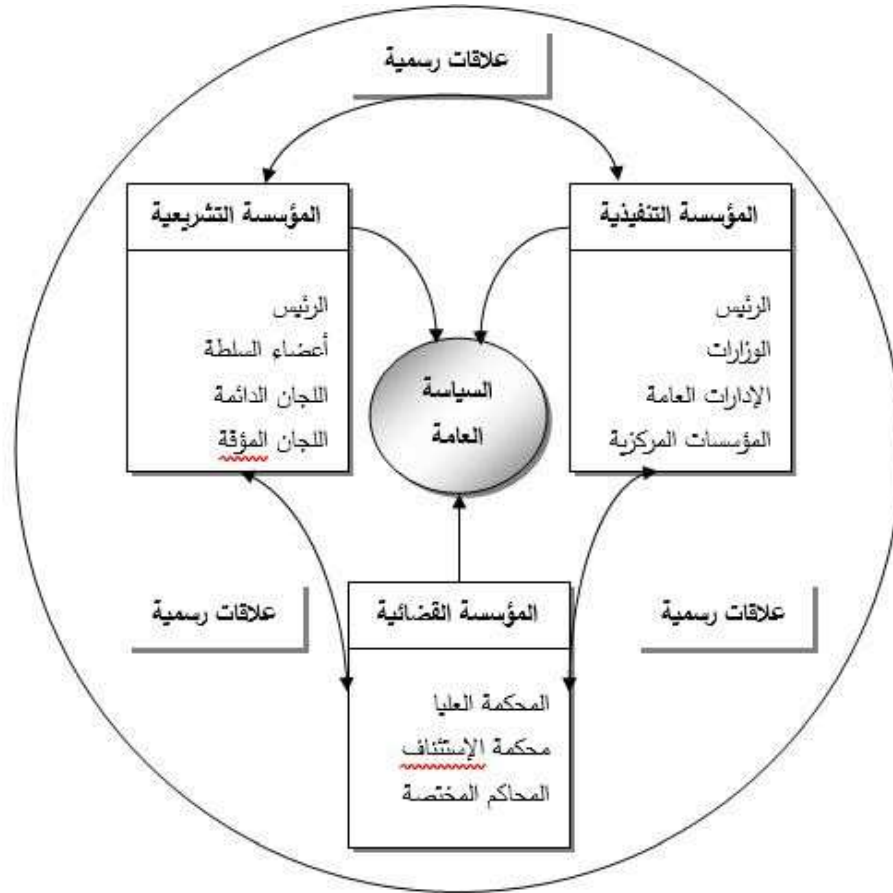 علاقات رسمية
المؤسسة التنفيذية
الرئيس
الوزارات
الإدارات العامة
المؤسسات المركزية
المؤسسة التشريعية
الرئيس
أعضاء السلطة
اللجان الدائمة
اللجان المؤقة
السياسة
العامة
علاقات رسمية
المؤسسة القضائية
المحكمة العليا
محكمة الإستئناف
المحاكم المختصة
علاقات رسمية